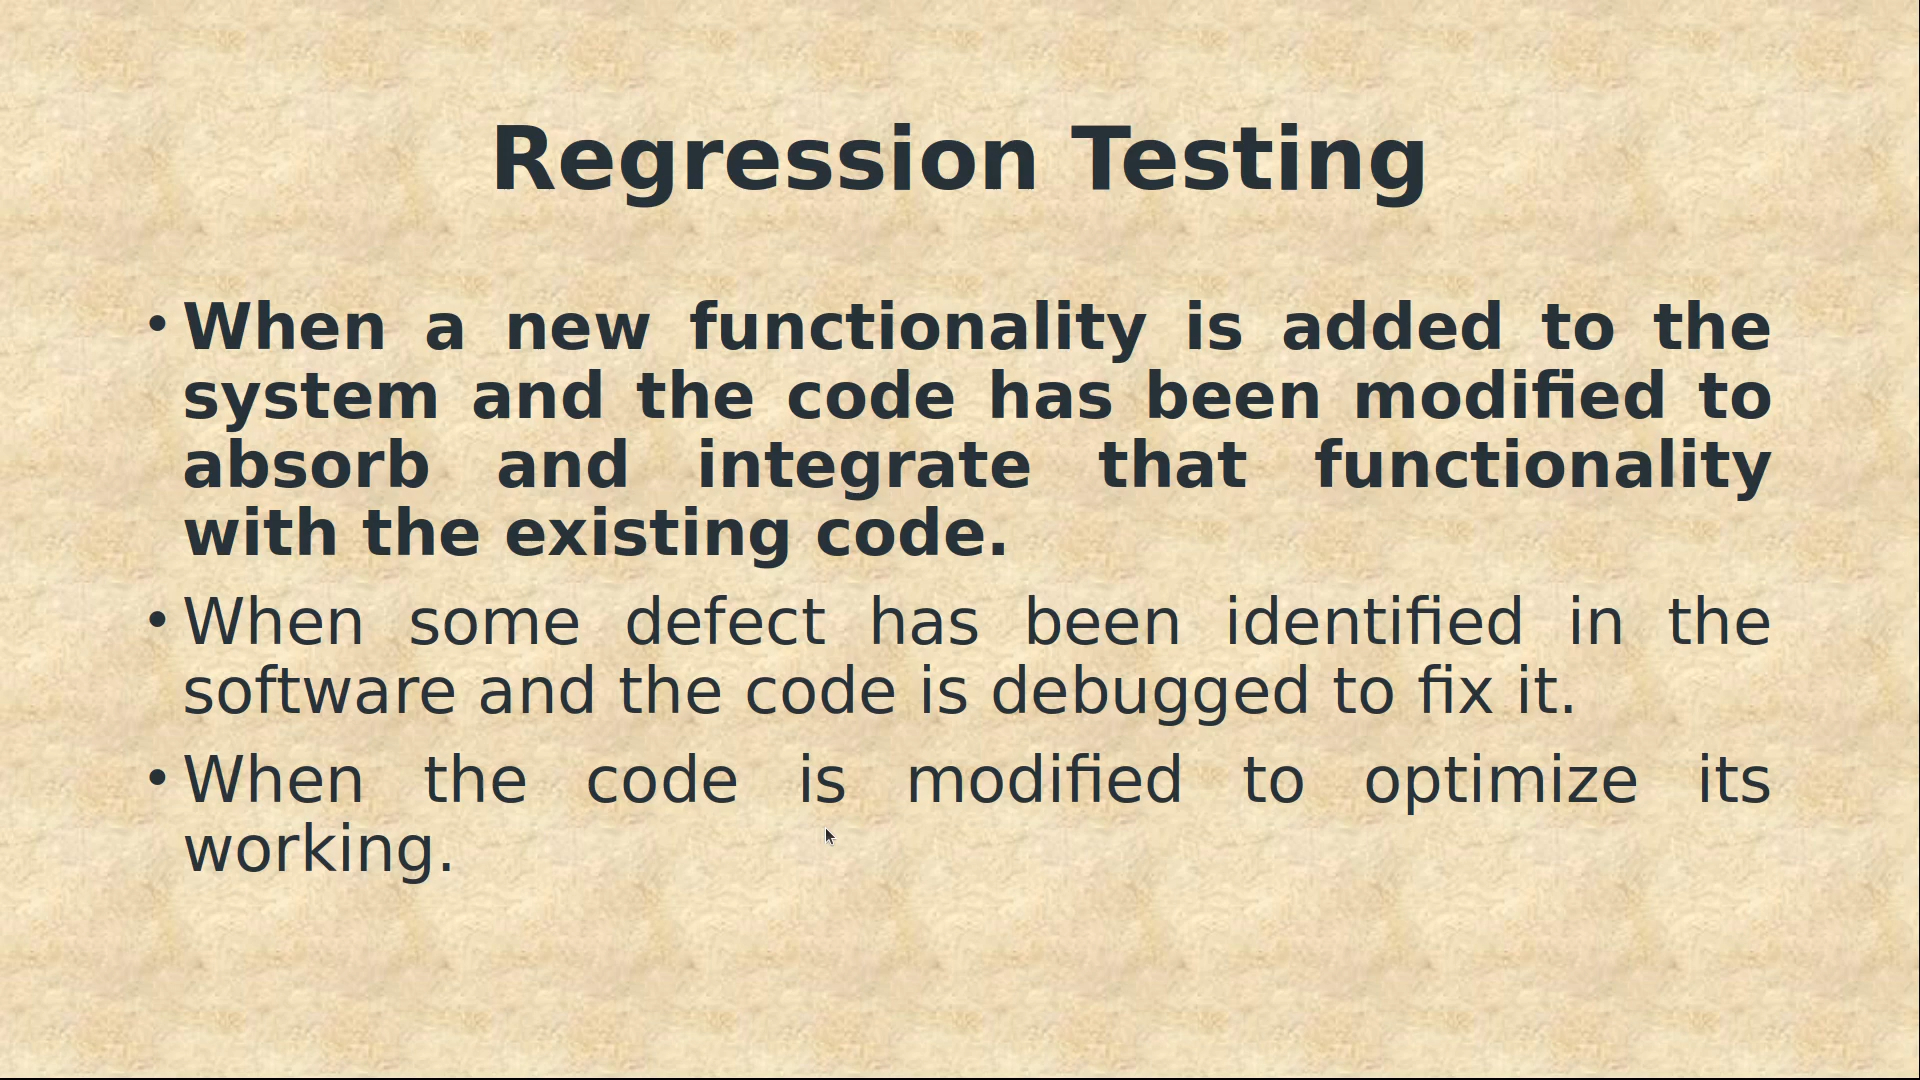 Regression Testing
• When a new functionality is added to the
system and the code has been modified to
absorb and integrate that functionality
with the existing code.
• When some defect has been identified in the
software and the code is debugged to fix it.
• When the code is modified to optimize its
working.